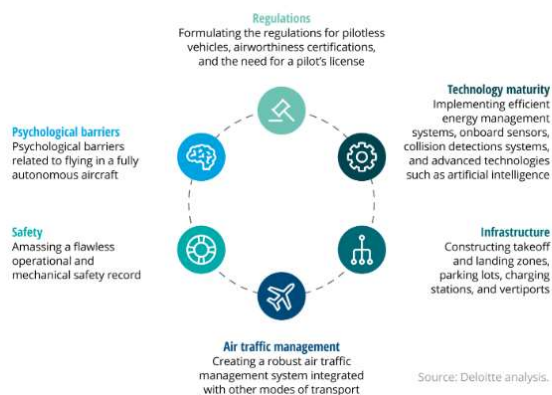 Regulations
Formulating the regulations for pilotless
vehicles, airworthiness certifications,
and the need for a pilot's license
Technology maturity
Implementing efficient
energy management
systems, onboard sensors,
collision detections systems,
and advanced technologies
such as artificial intelligence
Infrastructure
Constructing takeoff
and landing zones,
parking lots, charging
stations, and vertiports
Air traffic management
Creating a robust air traffic
management system integrated
with other modes of transport
Safety
Amassing a flawless
operational and
mechanical safety record
Psychological barriers
Psychological barriers
related to flying in a fully
autonomous aircraft
Source: Deloitte analysis.